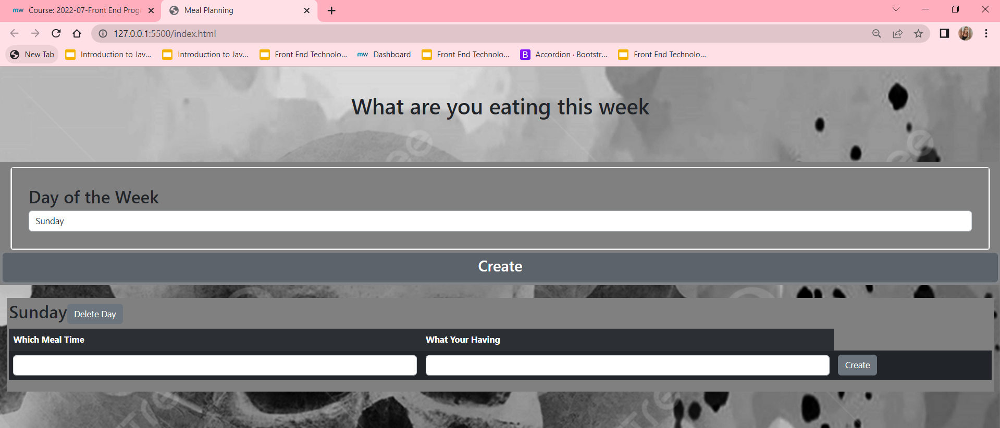 mw Course: 2022-07-Front End Progr
Meal Planning
127.0.0.1:5500/index.html
New Tab
Introduction to Jav...
Introduction to Jav...
Front End Technolo...
mw Dashboard
Front End Technolo...
B Accordion · Bootstr...
Front End Technolo...
What are you eating this week
Day of the Week
Sunday
Create
Sunday Delete Day
Which Meal Time What Your Having
Create